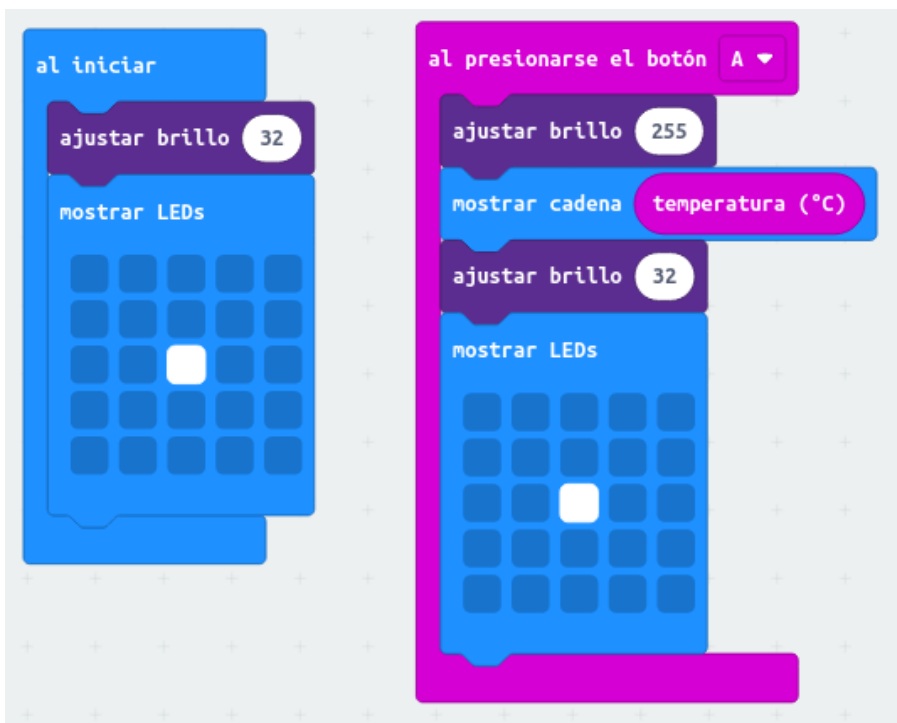 al iniciar
ajustar brillo 32
mostrar LEDs
al presionarse el botón A
ajustar brillo 255
mostrar cadena temperatura (°C)
ajustar brillo 32
mostrar LEDs